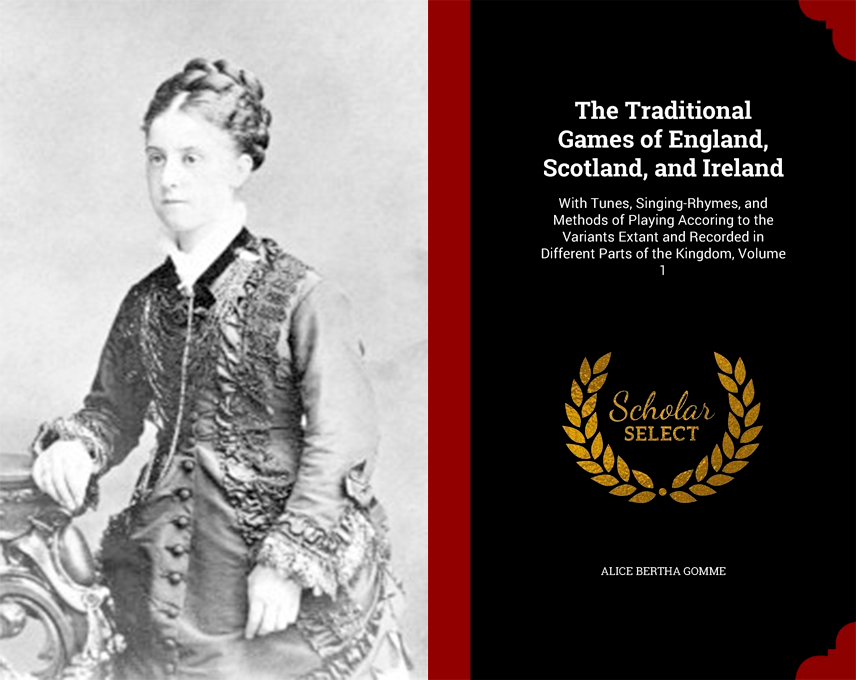 The Traditional
Games of England,
Scotland, and Ireland
With Tunes, Singing-Rhymes, and
Methods of Playing Accoring to the
Variants Extant and Recorded in
Different Parts of the Kingdom, Volume
1
Scholar
SELECT
ALICE BERTHA GOMME